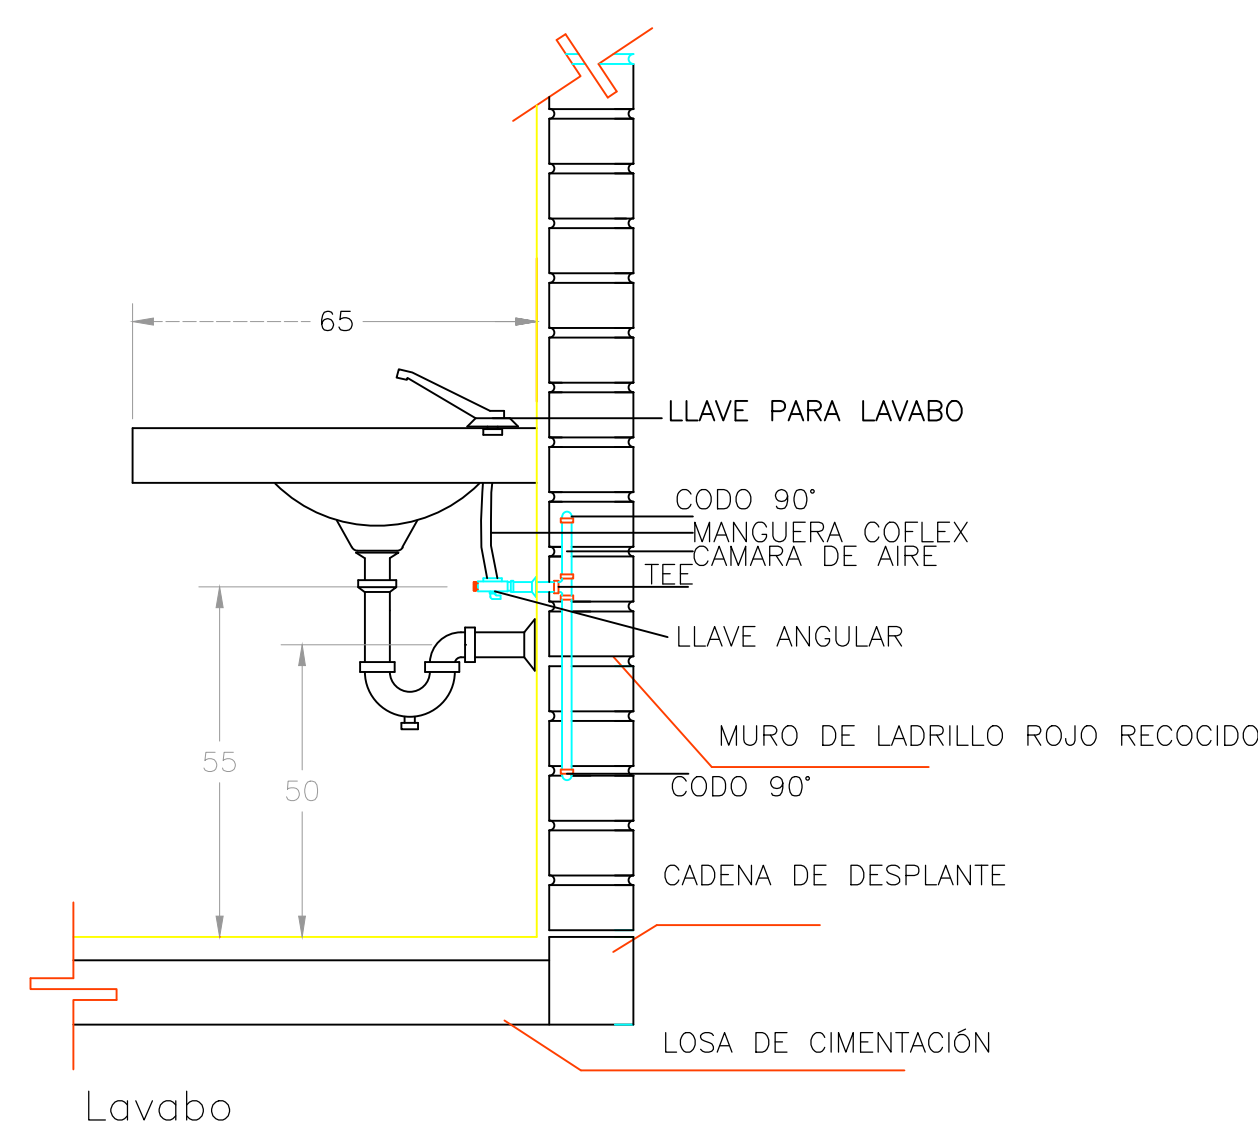 65
LLAVE PARA LAVABO
CODO 90°
MANGUERA COFLEX
CAMARA DE AIRE
TEE
LLAVE ANGULAR
MURO DE LADRILLO ROJO RECOCIDO
55
50
CODO 90°
CADENA DE DESPLANTE
LOSA DE CIMENTACIÓN
Lavabo